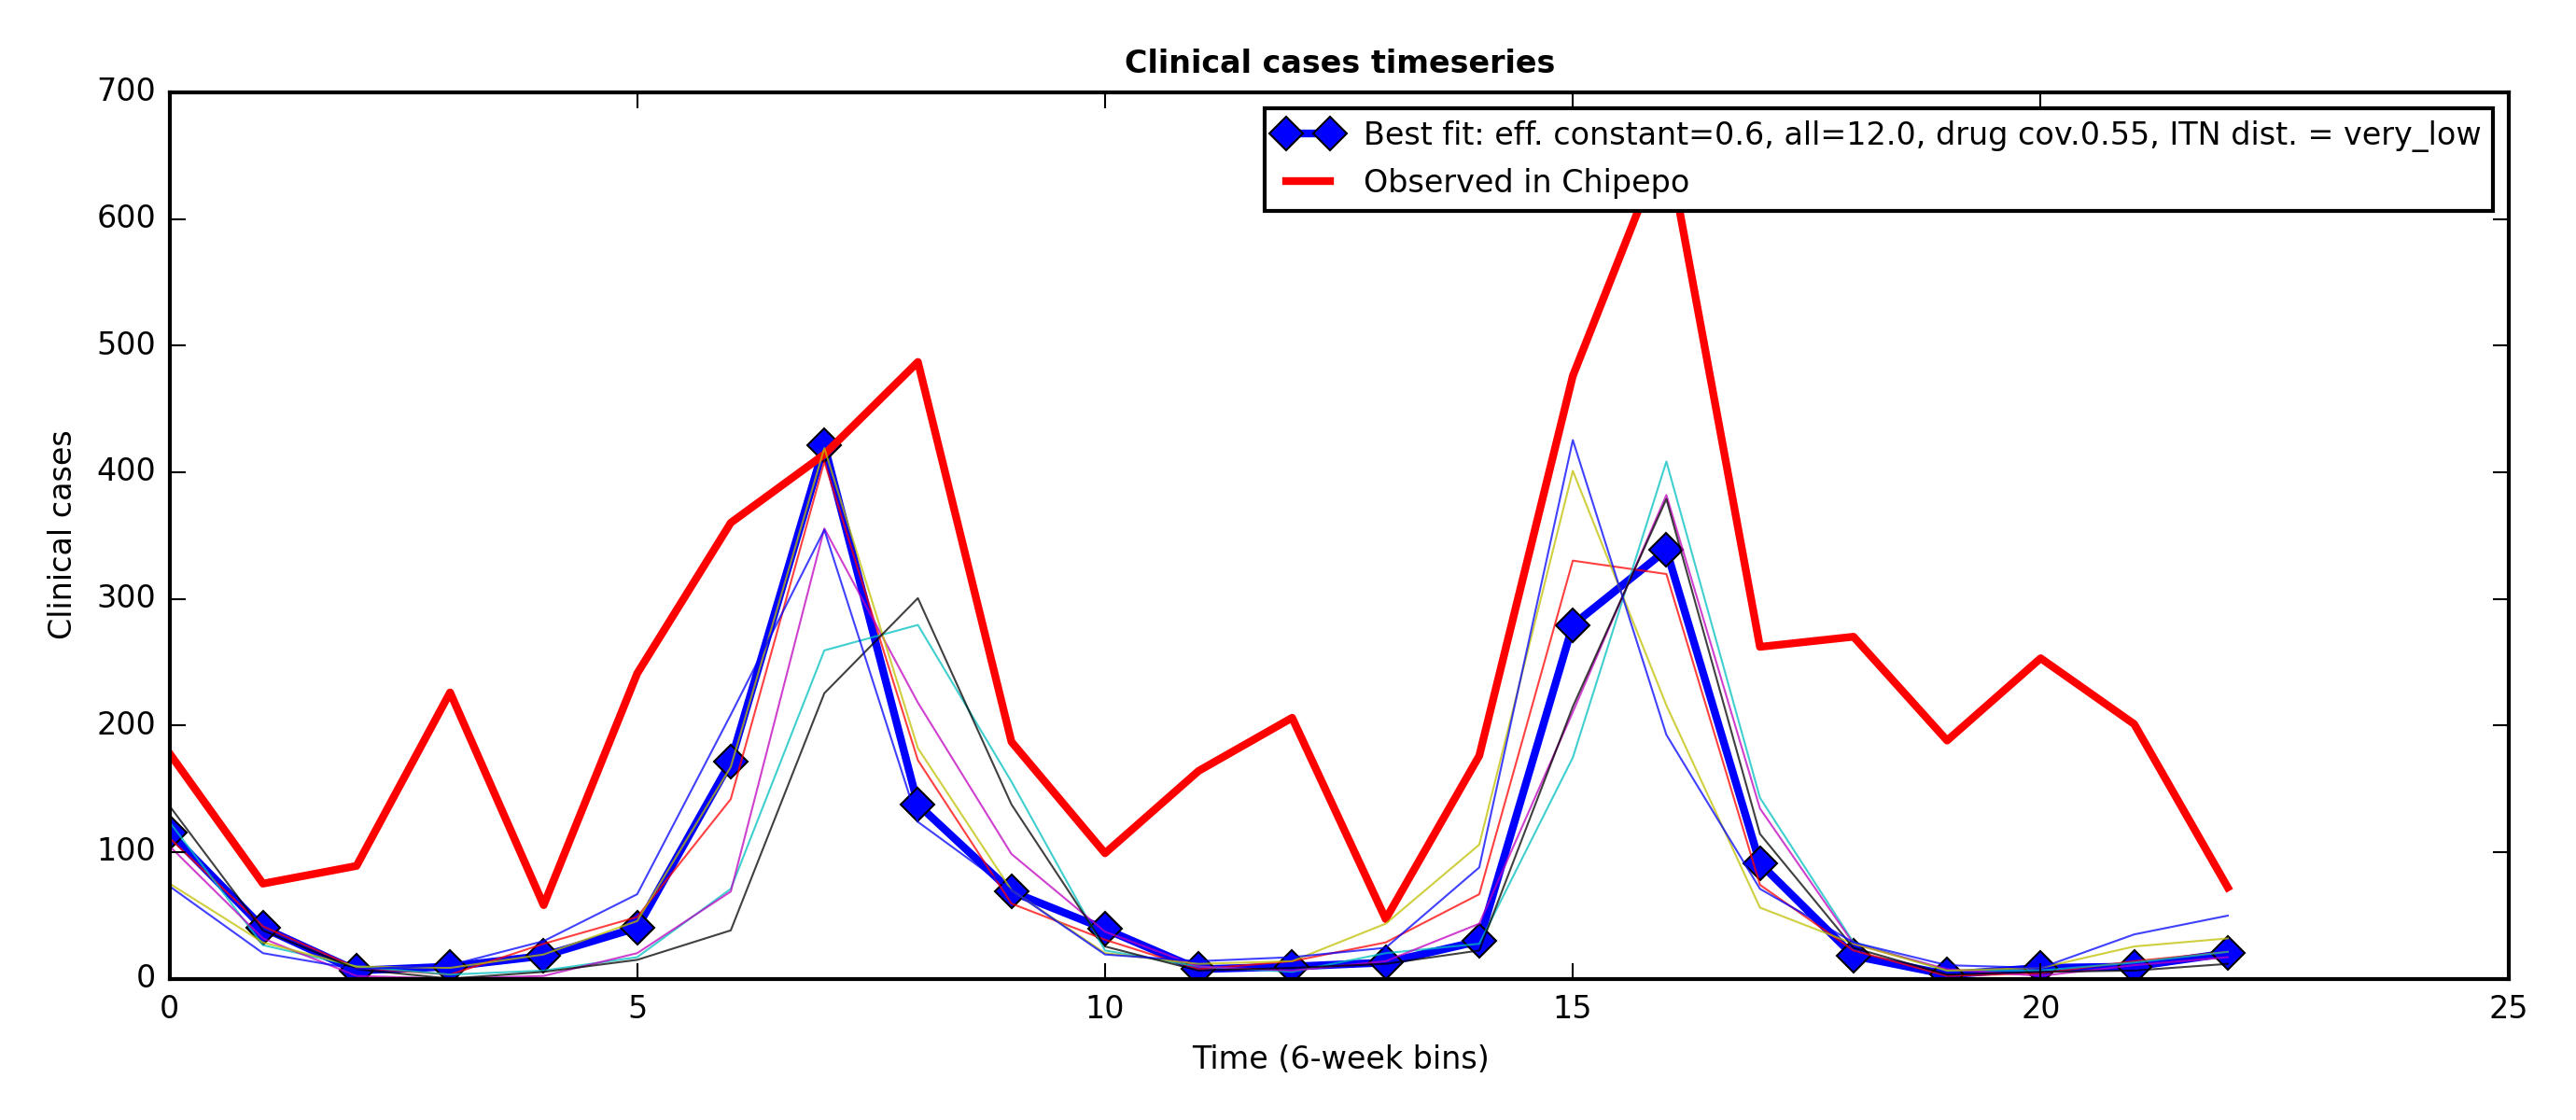 Clinical cases timeseries
700
600
500
400
300
200
100
0
Clinical cases
Best fit: eff. constant=0.6, all=12.0, drug cov.0.55, ITN dist. = very_low
Observed in Chipepo
0 5 10 15 20 25
Time (6-week bins)